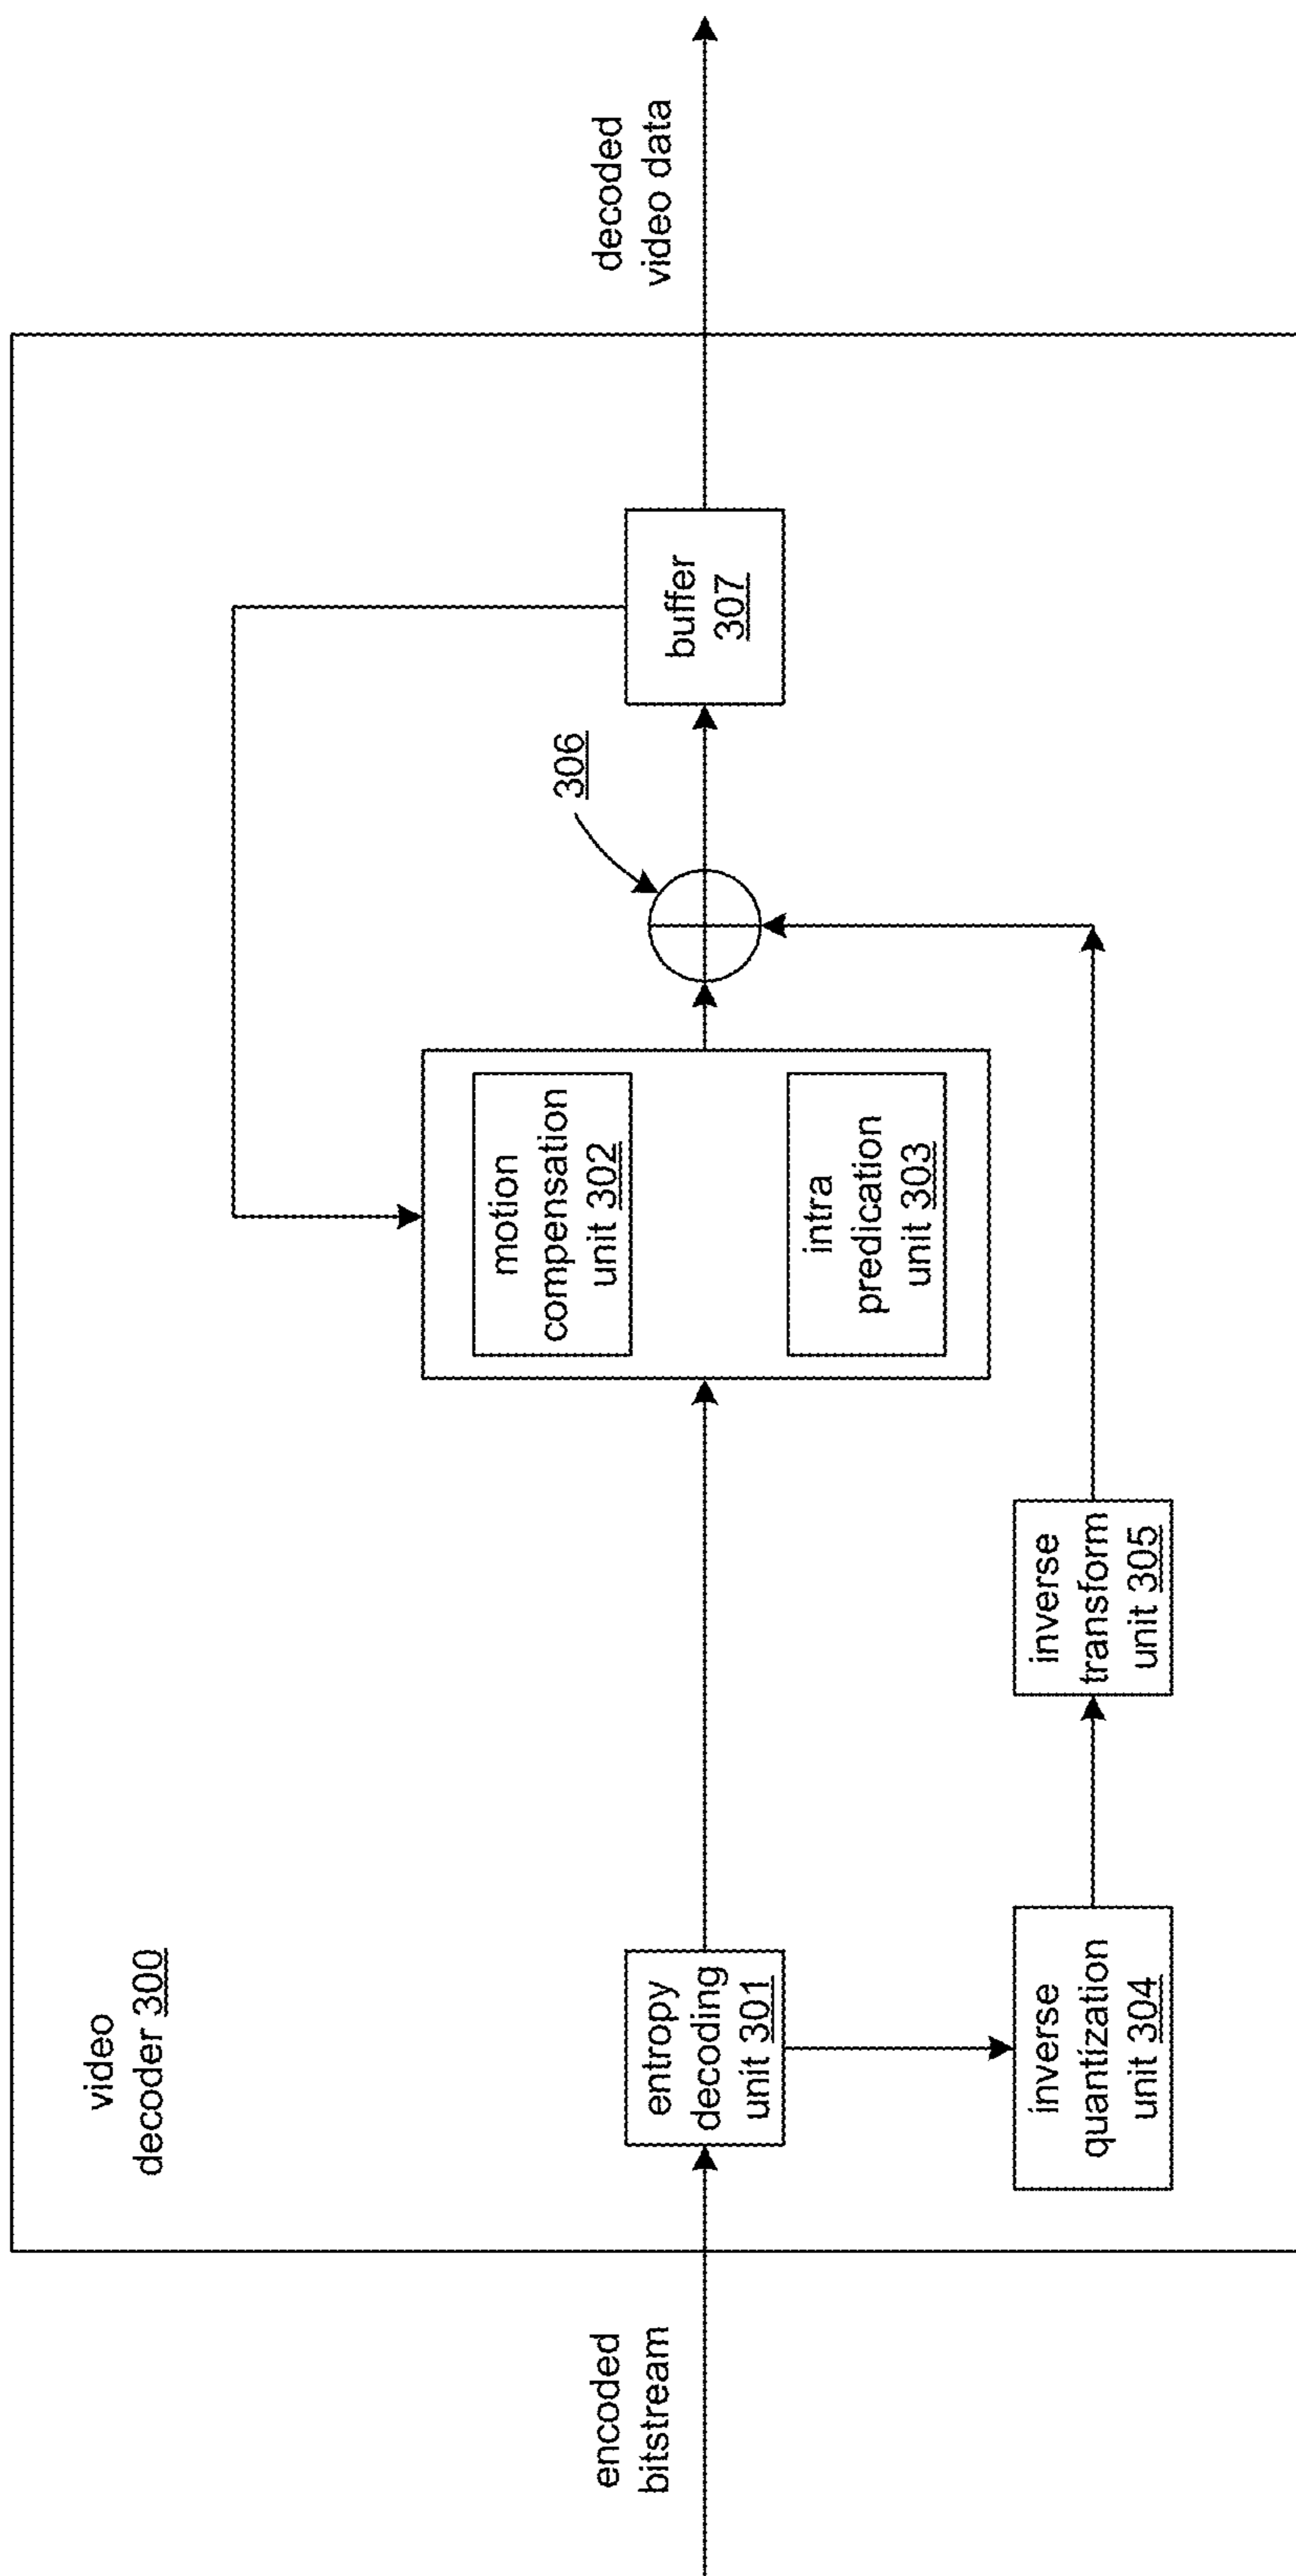 video
decoder 300
encoded
bitstream
entropy
decoding
unit 301
inverse
quantization
unit 304
inverse
transform
unit 305
motion
compensation
unit 302
intra
predication
unit 303
306
buffer
307
decoded
video data